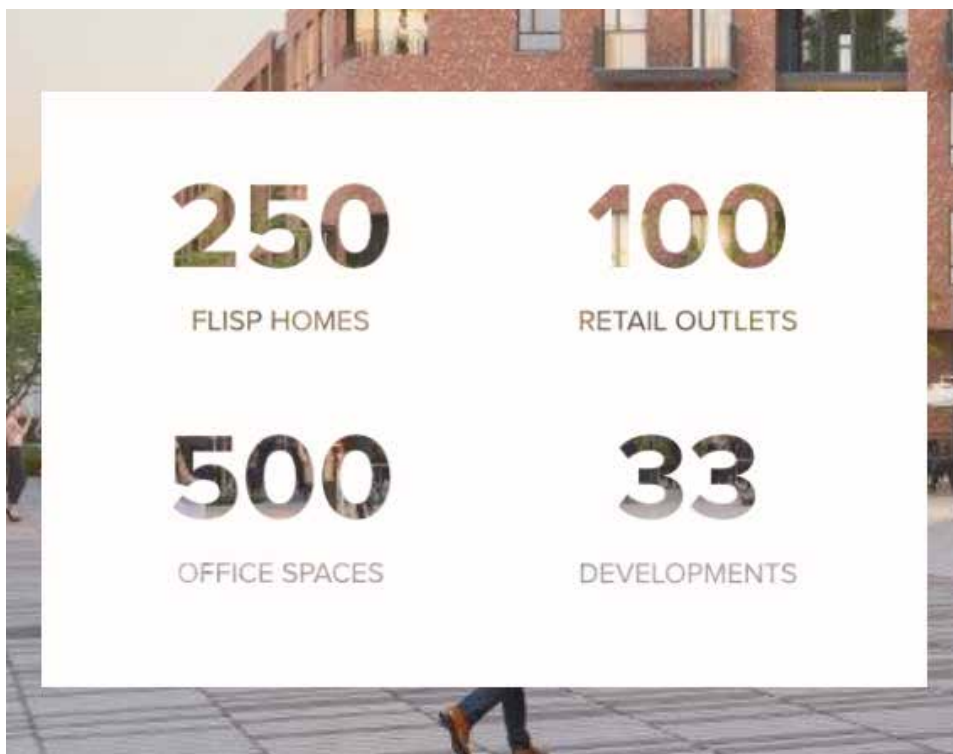 250
FLISP HOMES
100
RETAIL OUTLETS
500
OFFICE SPACES
33
DEVELOPMENTS